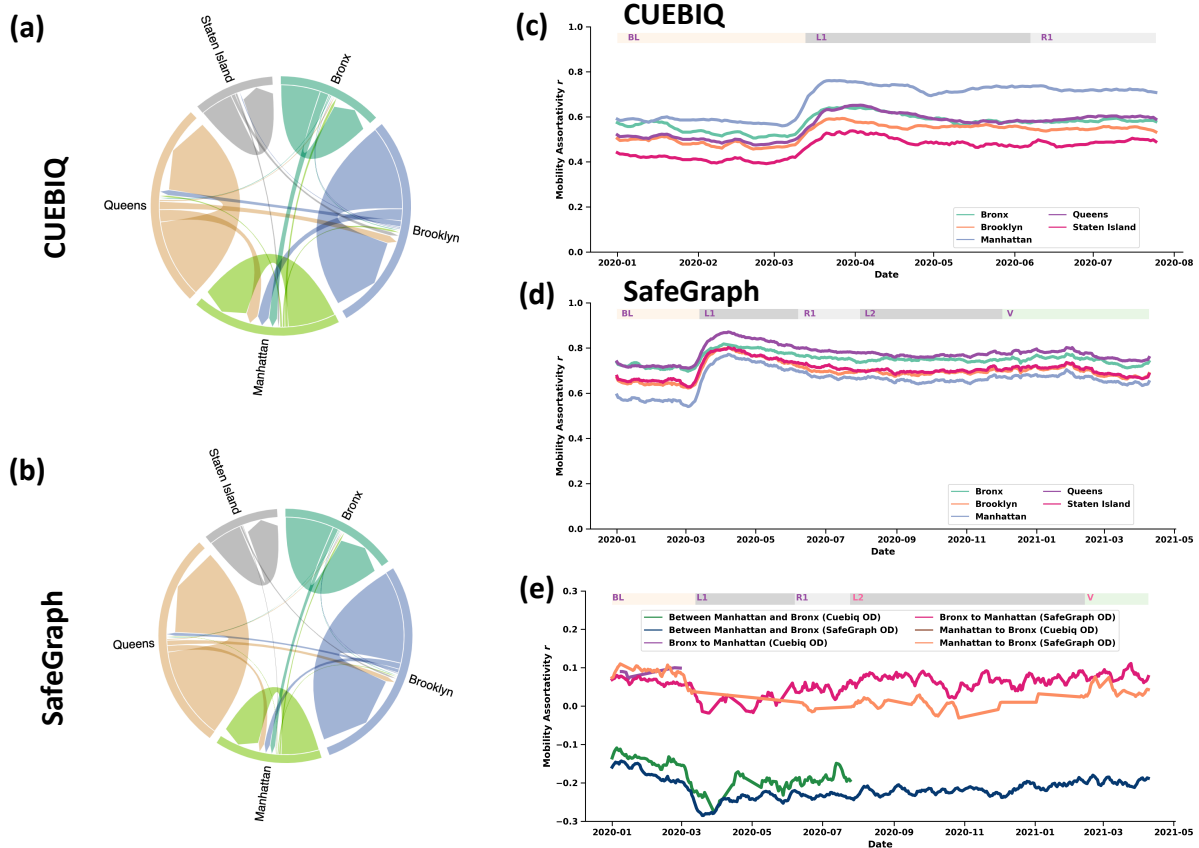 (a)
CUEBIQ
Staten Island
Bronx
Queens
Brooklyn
Manhattan
(b)
SafeGraph
Staten Island
Bronx
Queens
Brooklyn
Manhattan
(c)
CUEBIQ
1.0
0.8
0.6
0.4
0.2
0.0
Mobility Assortativity r
BL
L1
R1
Bronx
Brooklyn
Manhattan
Queens
Staten Island
2020-01
2020-02
2020-03
2020-04
2020-05
2020-06
2020-07
2020-08
Date
(d)
SafeGraph
1.0
0.8
0.6
0.4
0.2
0.0
Mobility Assortativity r
BL
L1
R1
L2
V
Bronx
Brooklyn
Manhattan
Queens
Staten Island
2020-01
2020-03
2020-05
2020-07
2020-09
2020-11
2021-01
2021-03
2021-05
Date
(e)
0.3
0.2
0.1
0.0
−0.1
−0.2
−0.3
Mobility Assortativity r
BL
L1
R1
L2
V
Between Manhattan and Bronx (Cuebiq OD)
Between Manhattan and Bronx (SafeGraph OD)
Bronx to Manhattan (Cuebiq OD)
Bronx to Manhattan (SafeGraph OD)
Manhattan to Bronx (Cuebiq OD)
Manhattan to Bronx (SafeGraph OD)
2020-01
2020-03
2020-05
2020-07
2020-09
2020-11
2021-01
2021-03
2021-05
Date